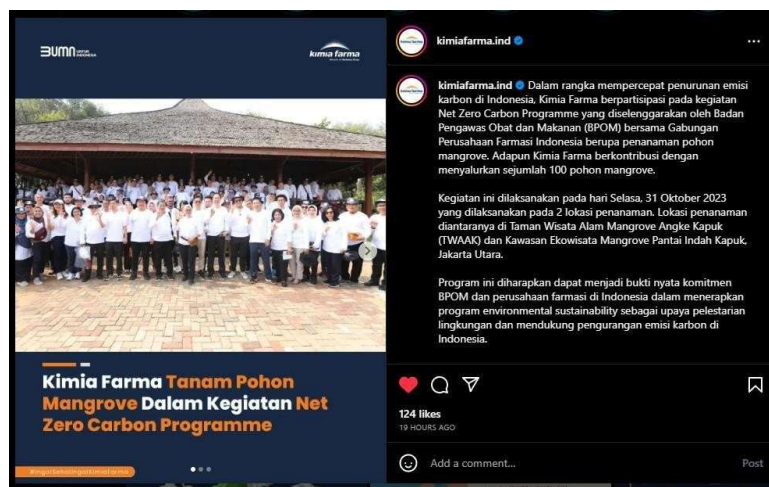 BUMN UNTUK
INDONESIA
kimia farma
Kimia Farma Tanam Pohon
Mangrove Dalam Kegiatan Net
Zero Carbon Programme
#IngatSehatIngatKimiaFarma
kimiafarma.ind
kimiafarma.ind Dalam rangka mempercepat penurunan emisi
karbon di Indonesia, Kimia Farma berpartisipasi pada kegiatan
Net Zero Carbon Programme yang diselenggarakan oleh Badan
Pengawas Obat dan Makanan (BPOM) bersama Gabungan
Perusahaan Farmasi Indonesia berupa penanaman pohon
mangrove. Adapun Kimia Farma berkontribusi dengan
menyalurkan sejumlah 100 pohon mangrove.
Kegiatan ini dilaksanakan pada hari Selasa, 31 Oktober 2023
yang dilaksanakan pada 2 lokasi penanaman. Lokasi penanaman
diantaranya di Taman Wisata Alam Mangrove Angke Kapuk
(TWAAK) dan Kawasan Ekowisata Mangrove Pantai Indah Kapuk,
Jakarta Utara.
Program ini diharapkan dapat menjadi bukti nyata komitmen
BPOM dan perusahaan farmasi di Indonesia dalam menerapkan
program environmental sustainability sebagai upaya pelestarian
lingkungan dan mendukung pengurangan emisi karbon di
Indonesia.
124 likes
19 HOURS AGO
Add a comment...
Post